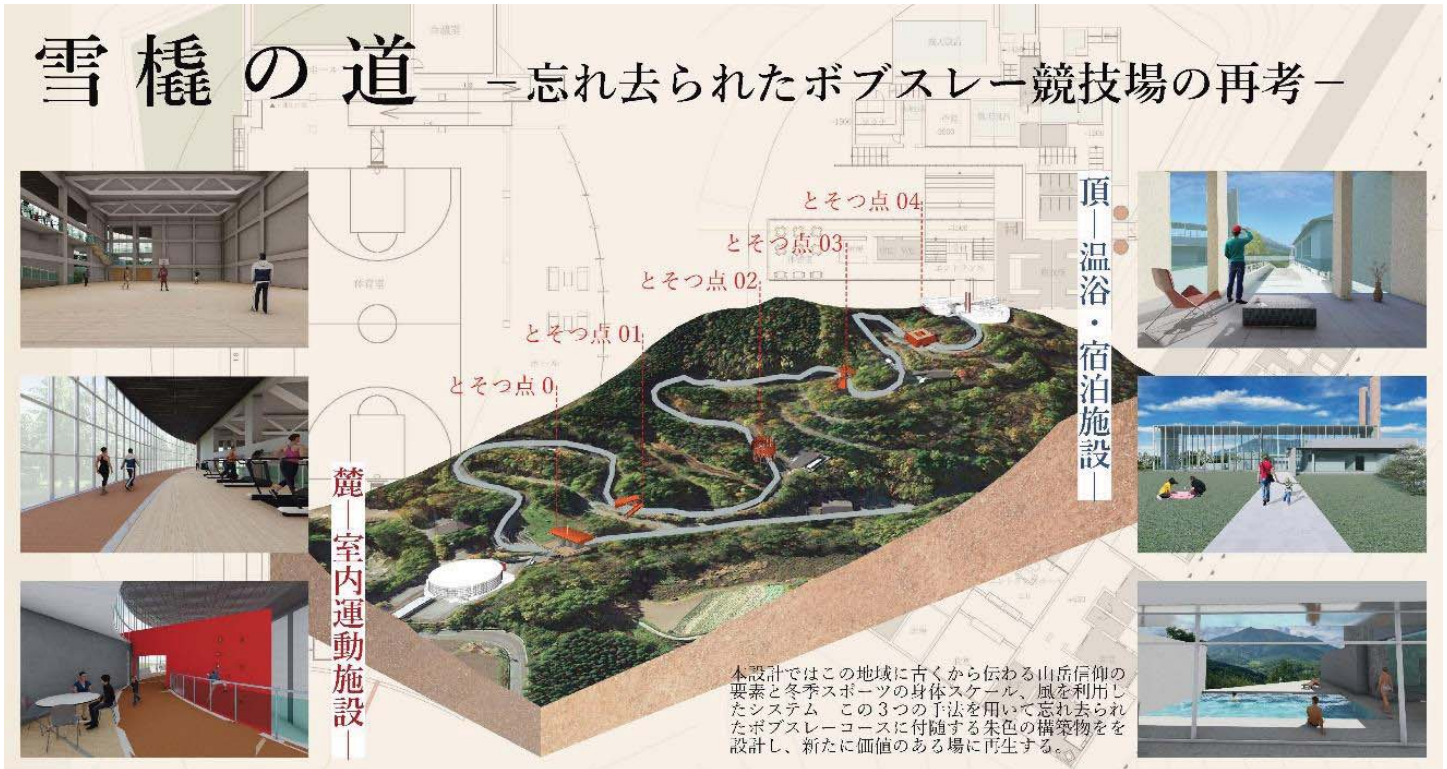 雪橇の道 －忘れ去られたボブスレー競技場の再考－
とそつ点 04
とそつ点 03
とそつ点 02
とそつ点 01
とそつ点 0
頂―温浴・宿泊施設―
麓―室内運動施設―
体育室
本設計ではこの地域に古くから伝わる山岳信仰の
要素と冬季スポーツの身体スケール、風を利用し
たシステム　この３つの手法を用いて忘れ去られ
たボブスレーコースに付随する朱色の構築物をを
設計し、新たに価値のある場に再生する。